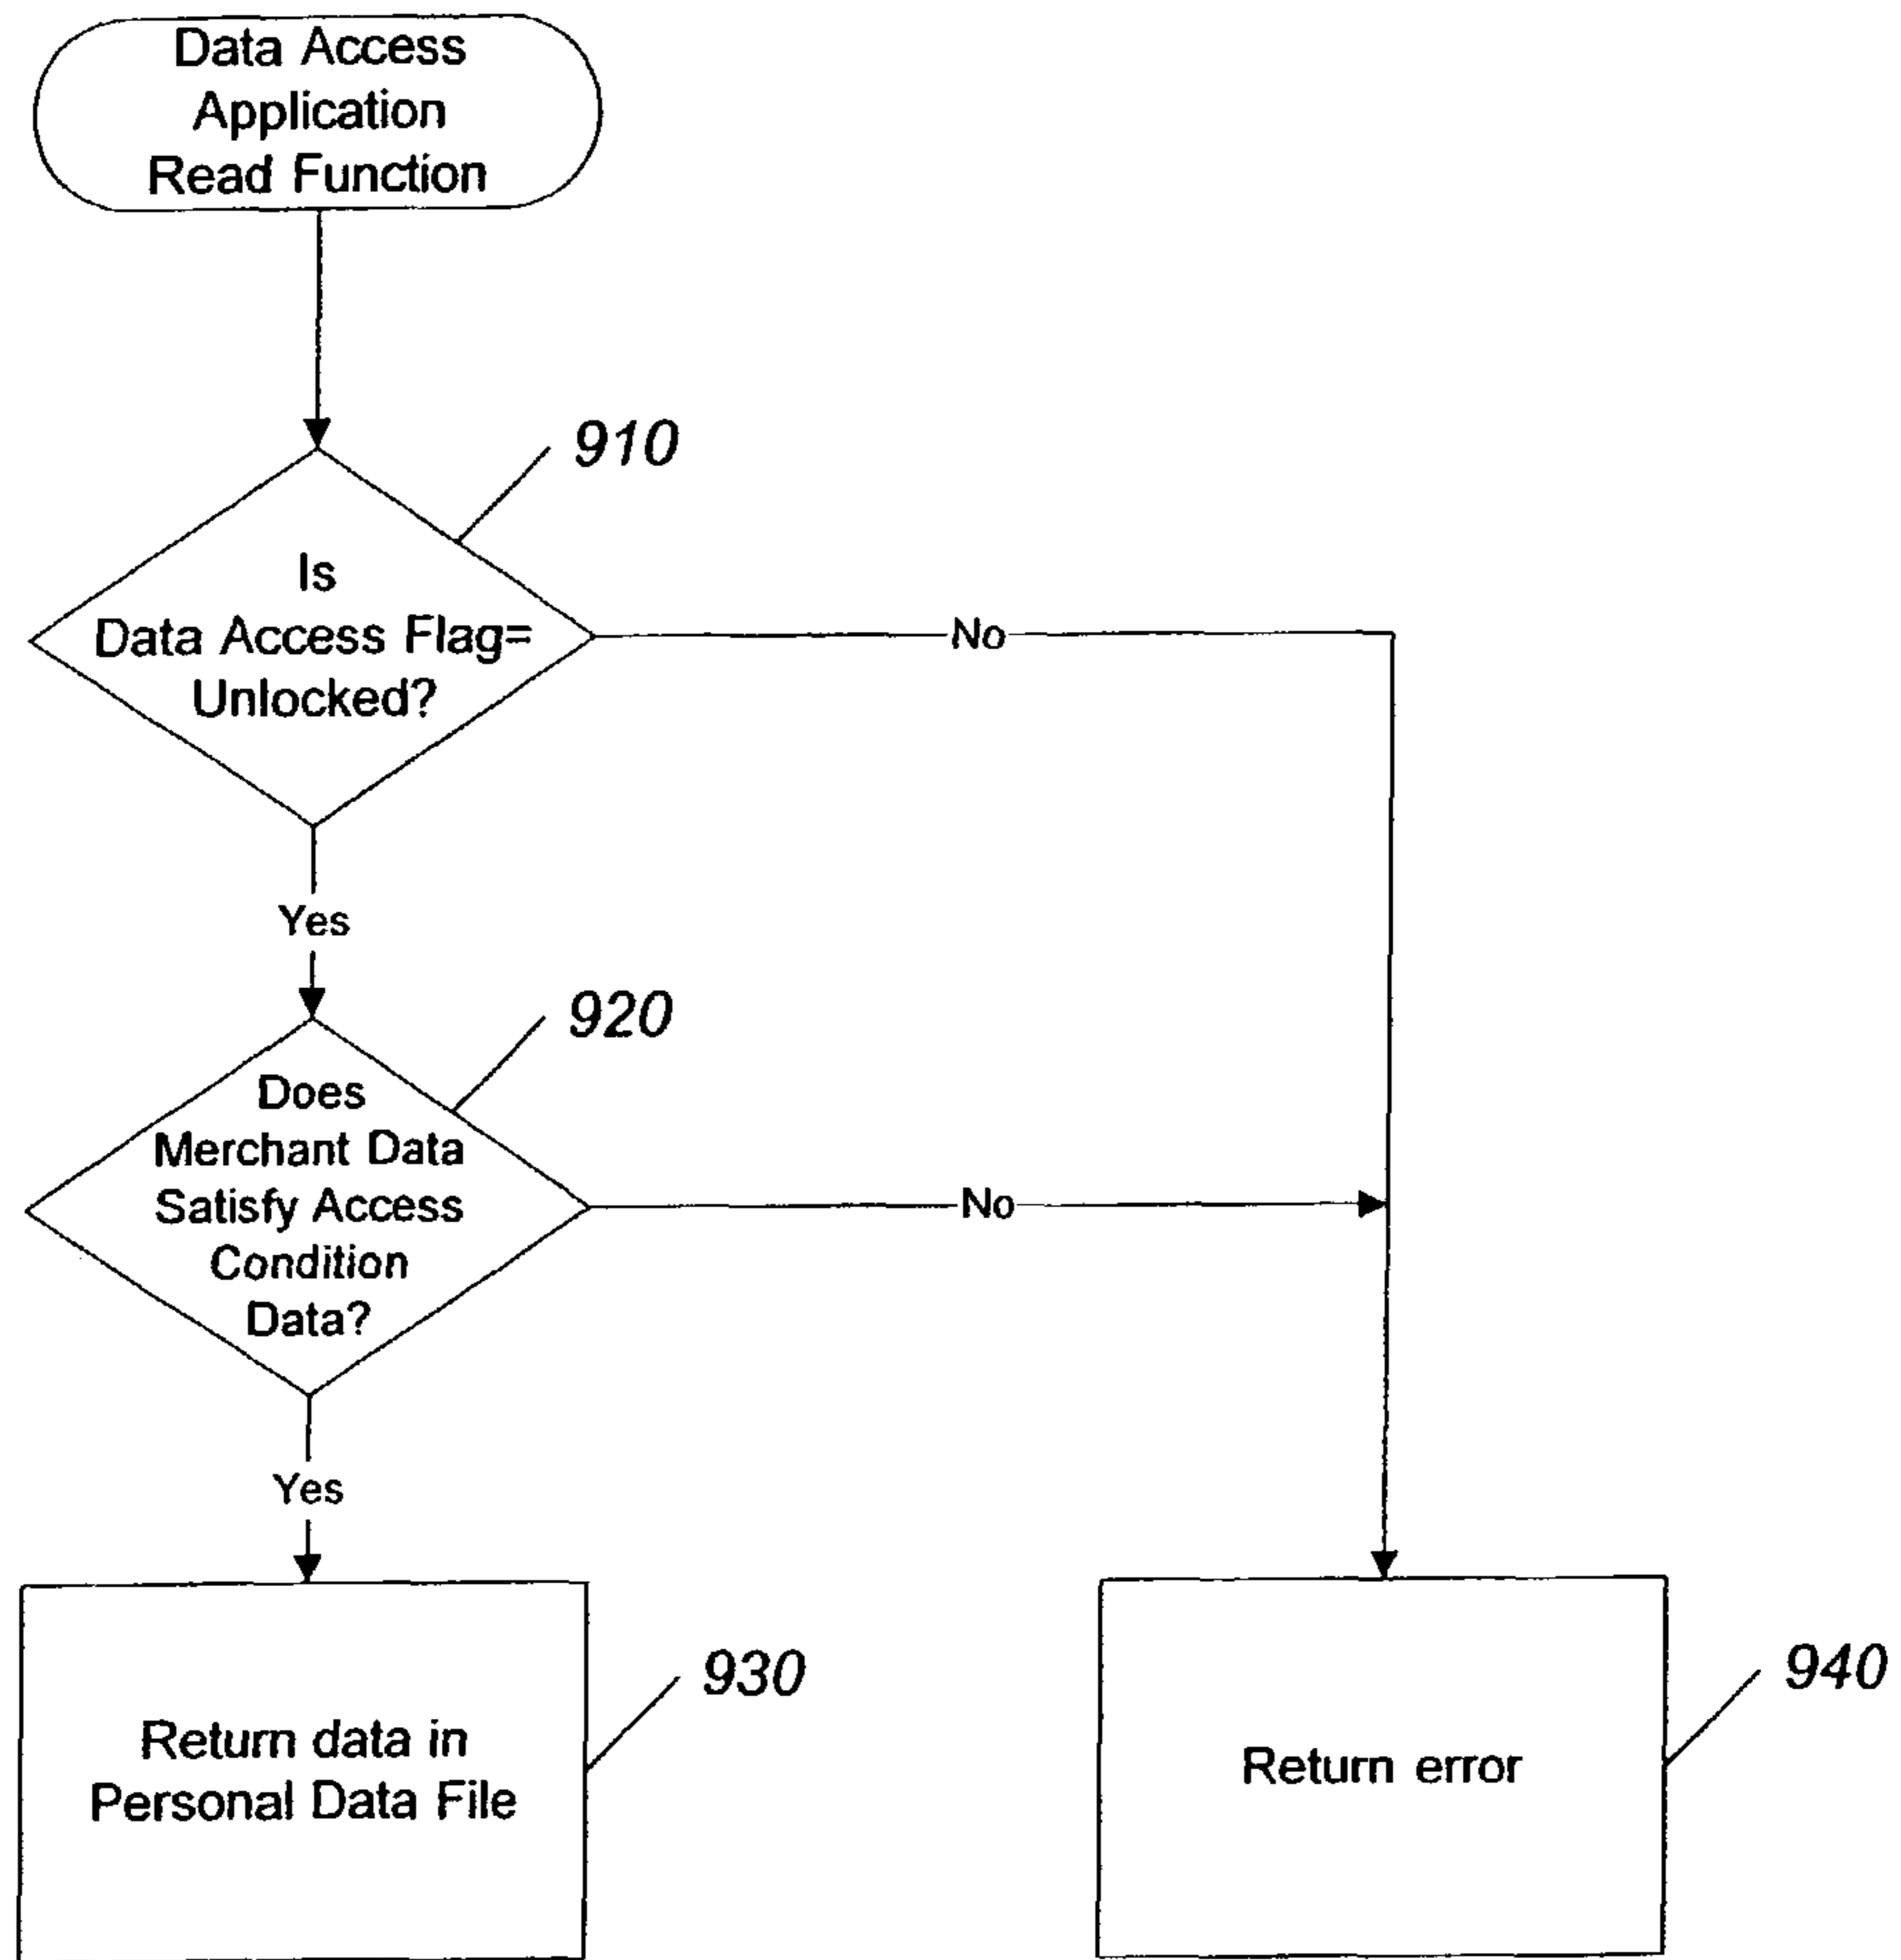 Data Access
Application
Read Function
910
Is
Data Access Flag=
Unlocked?
No
Yes
920
Does
Merchant Data
Satisfy Access
Condition
Data?
No
Yes
930
Return data in
Personal Data File
940
Return error